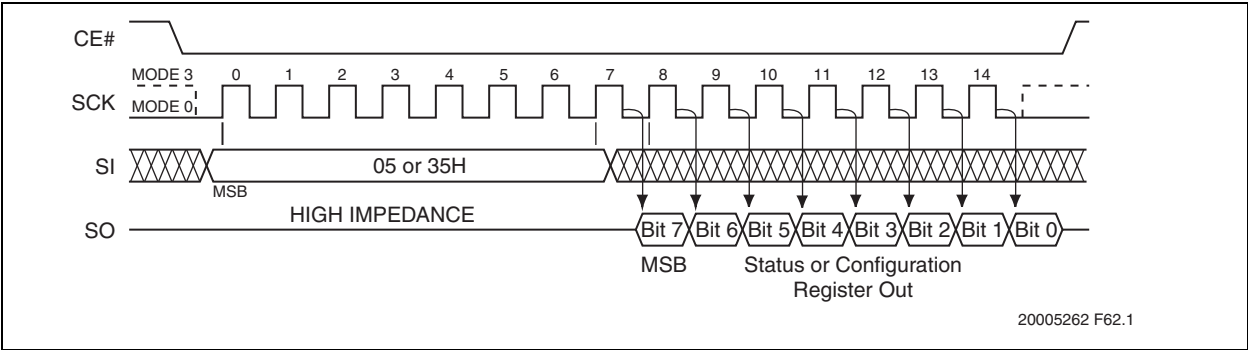 CE#
MODE 3 0 1 2 3 4 5 6 7 8 9 10 11 12 13 14
SCK MODE 0
SI 05 or 35H
MSB
HIGH IMPEDANCE
SO Bit 7 Bit 6 Bit 5 Bit 4 Bit 3 Bit 2 Bit 1 Bit 0
MSB Status or Configuration
Register Out
20005262 F62.1